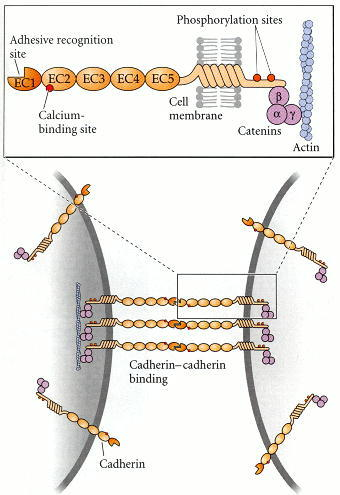 Phosphorylation sites
Adhesive recognition
site
EC1 EC2 EC3 EC4 EC5
Calcium-
binding site
Cell
membrane
β
α γ
Catenins
Actin
Cadherin–cadherin
binding
Cadherin